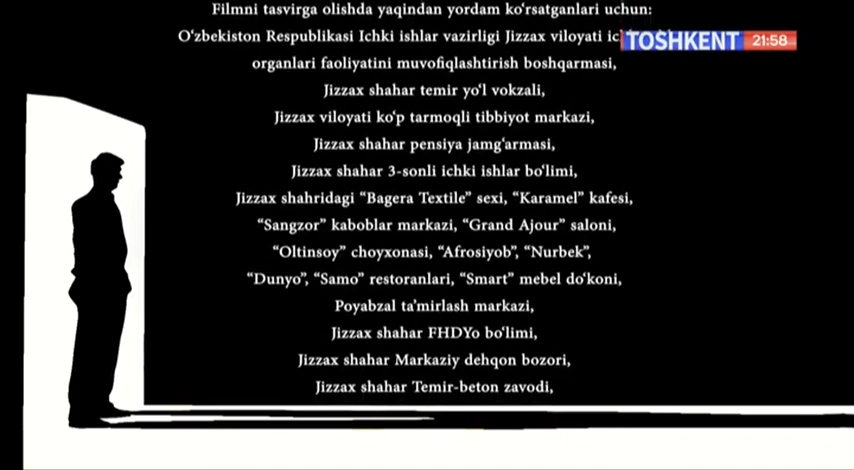 Filmni tasvirga olishda yaqindan yordam ko‘rsatganlari uchun:
O‘zbekiston Respublikasi Ichki ishlar vazirligi Jizzax viloyati
TOSHKENT 21:58
organlari faoliyatini muvofiqlashtirish boshqarmasi,
Jizzax shahar temir yo‘l vokzali,
Jizzax viloyati ko‘p tarmoqli tibbiyot markazi,
Jizzax shahar pensiya jamg‘armasi,
Jizzax shahar 3-sonli ichki ishlar bo‘limi,
Jizzax shahridagi “Bagera Textile” sexi, “Karamel” kafesi,
“Sangzor” kaboblar markazi, “Grand Ajour” saloni,
“Oltinsoy” choyxonasi, “Afrosiyob”, “Nurbek”,
“Dunyo”, “Samo” restoranlari, “Smart” mebel do‘koni,
Poyabzal ta’mirlash markazi,
Jizzax shahar FHDYo bo‘limi,
Jizzax shahar Markaziy dehqon bozori,
Jizzax shahar Temir-beton zavodi,